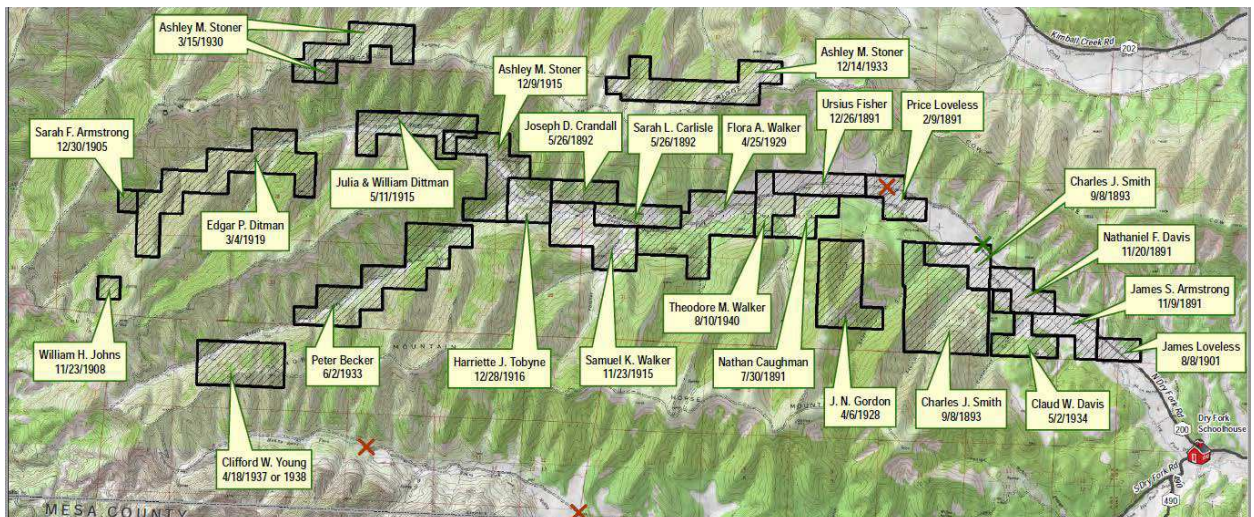 Ashley M. Stoner
3/15/1930
Ashley M. Stoner
12/9/1915
Ashley M. Stoner
12/14/1933
Kimball Creek Rd
202
Sarah F. Armstrong
12/30/1905
Joseph D. Crandall
5/26/1892
Sarah L. Carlisle
5/26/1892
Flora A. Walker
4/25/1929
Ursius Fisher
12/26/1891
Price Loveless
2/9/1891
Julia & William Dittman
5/11/1915
Charles J. Smith
9/8/1893
Edgar P. Ditman
3/4/1919
Nathaniel F. Davis
11/20/1891
James S. Armstrong
11/9/1891
Theodore M. Walker
8/10/1940
William H. Johns
11/23/1908
Peter Becker
6/2/1933
Harriette J. Tobyne
12/28/1916
Samuel K. Walker
11/23/1915
Nathan Caughman
7/30/1891
James Loveless
8/8/1901
J. N. Gordon
4/6/1928
Charles J. Smith
9/8/1893
Claud W. Davis
5/2/1934
MOUNTAIN
HORSE
N Dry Fork Rd
200
Dry Fork
Schoolhouse
Clifford W. Young
4/18/1937 or 1938
S Dry Fork Rd
490
MESA COUNTY